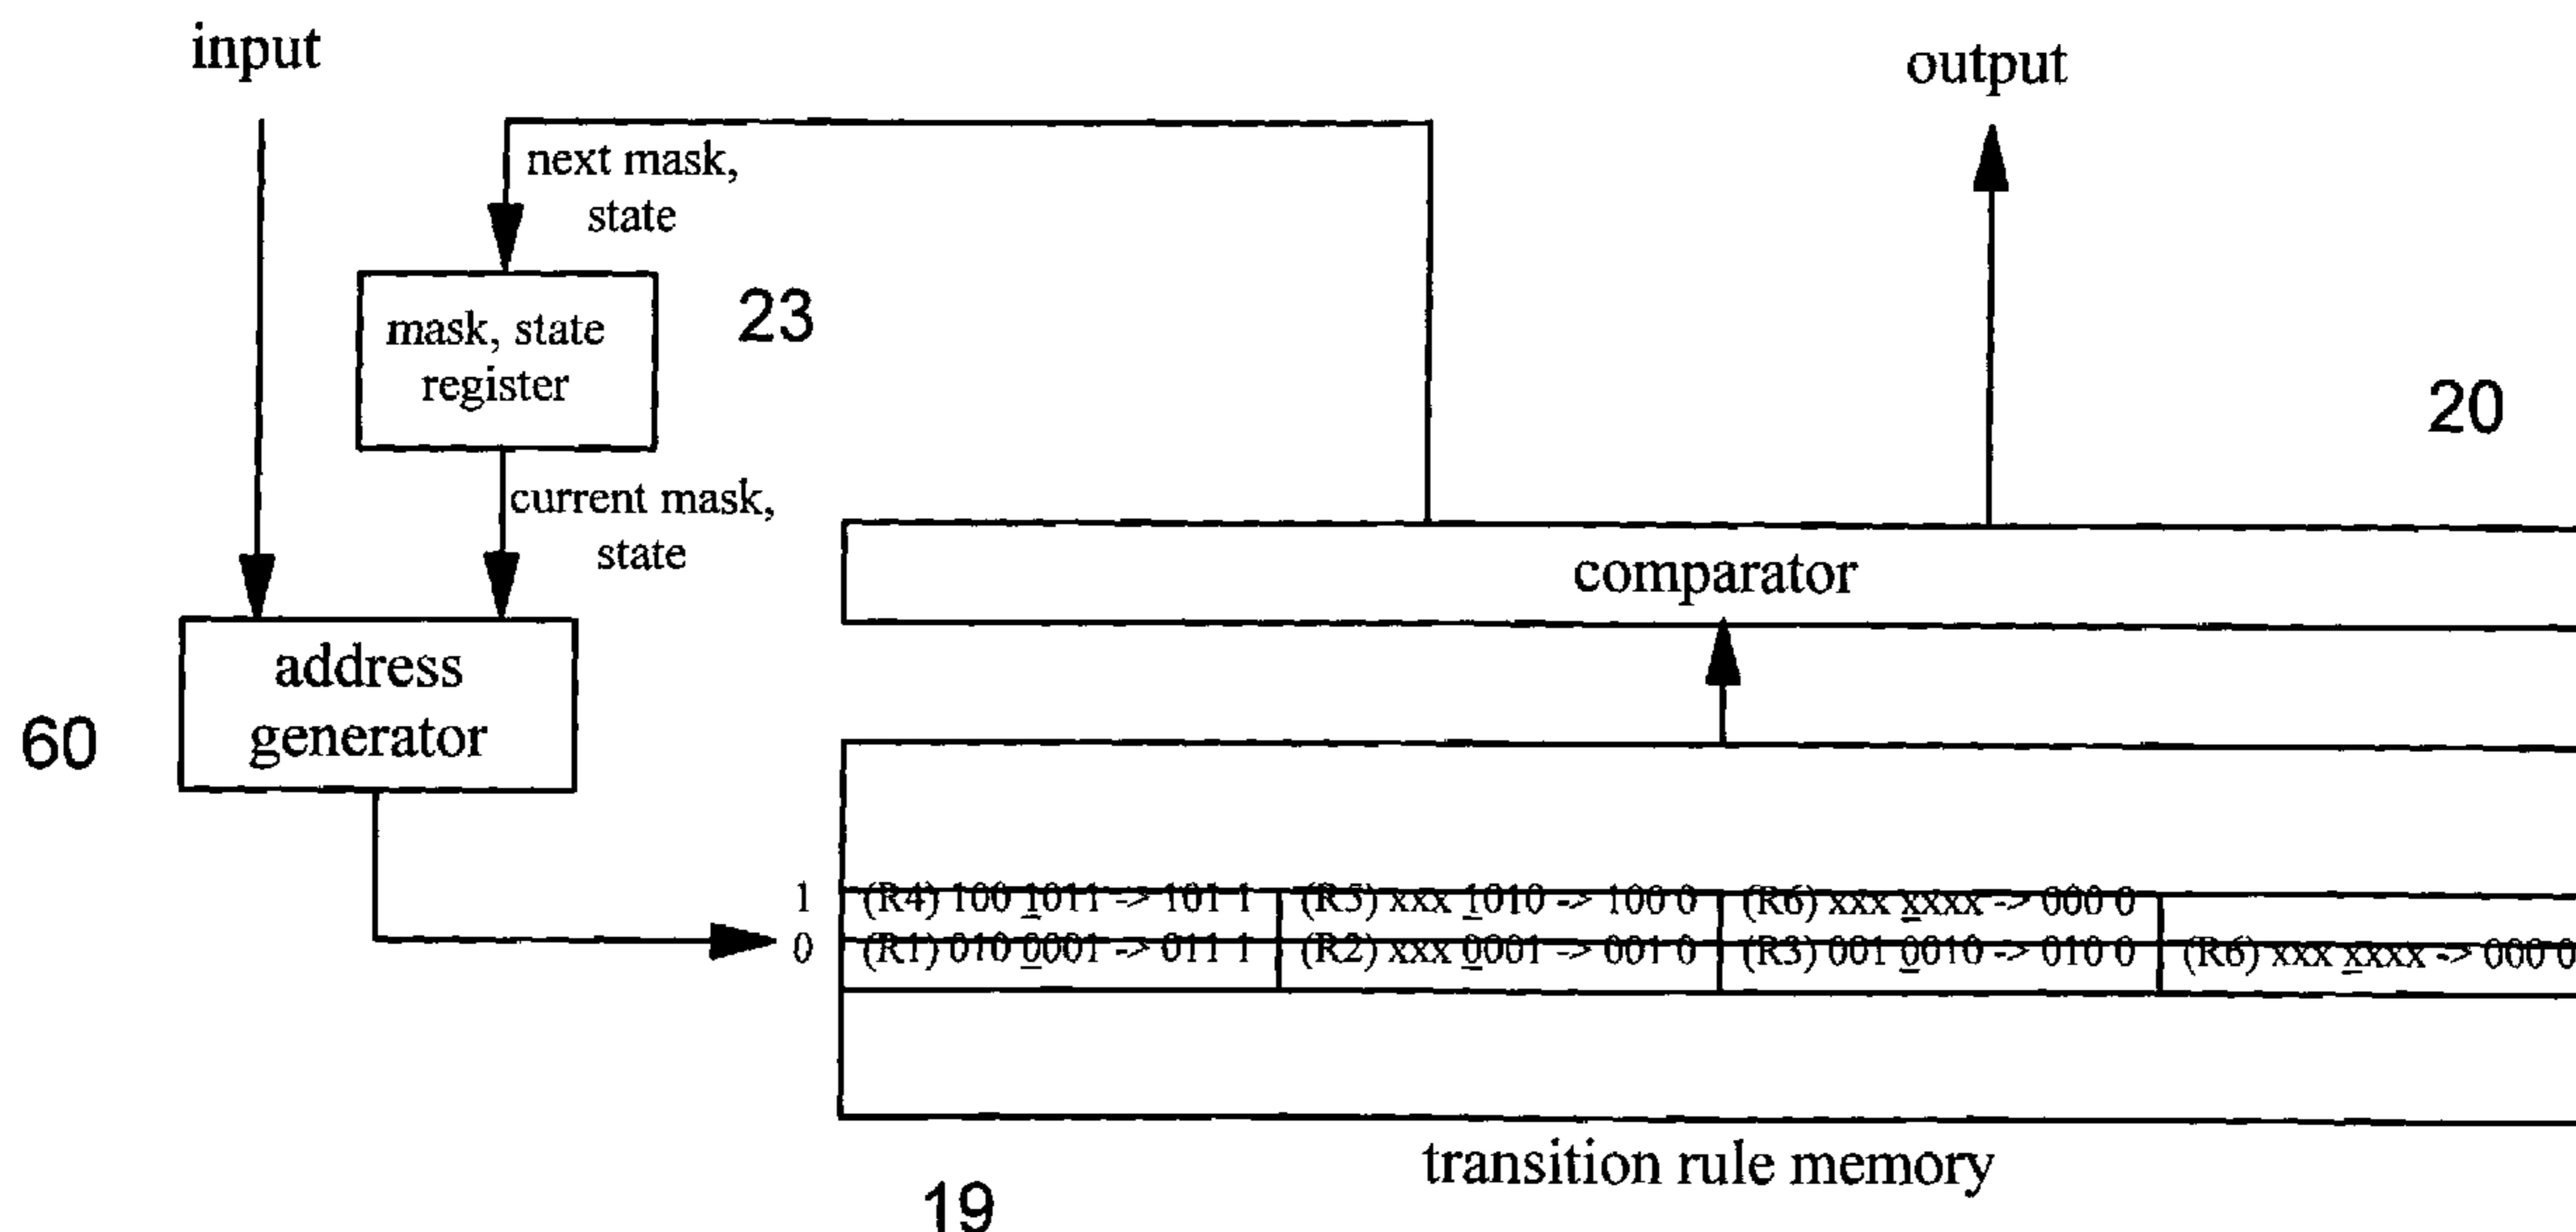 input
output
next mask,
state
mask, state
register
23
20
current mask,
state
comparator
address
generator
60
1 (R4) 100 1011 -> 101 1 (R5) xxx 1010 -> 100 0 (R6) xxx xxxx -> 000 0
0 (R1) 010 0001 -> 011 1 (R2) xxx 0001 -> 001 0 (R3) 001 0010 -> 010 0 (R6) xxx xxxx -> 000 0
transition rule memory
19